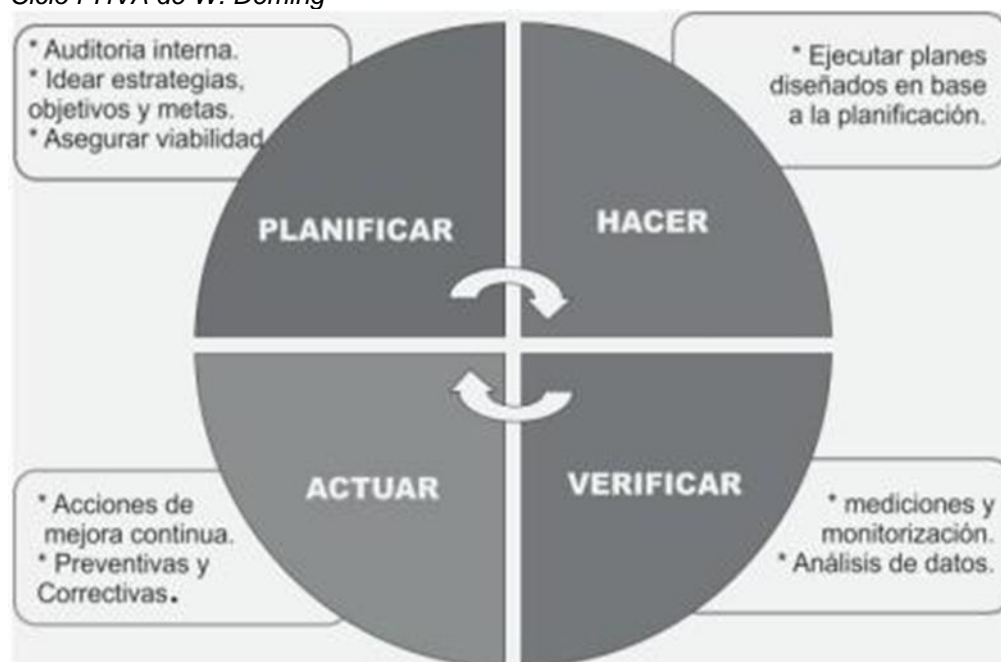 Ciclo PHVA de W. Deming
* Auditoria interna.
* Idear estrategias,
objetivos y metas.
* Asegurar viabilidad
* Ejecutar planes
diseñados en base
a la planificación.
PLANIFICAR
HACER
ACTUAR
VERIFICAR
* Acciones de
mejora continua.
* Preventivas y
Correctivas.
* mediciones y
monitorización.
* Análisis de datos.